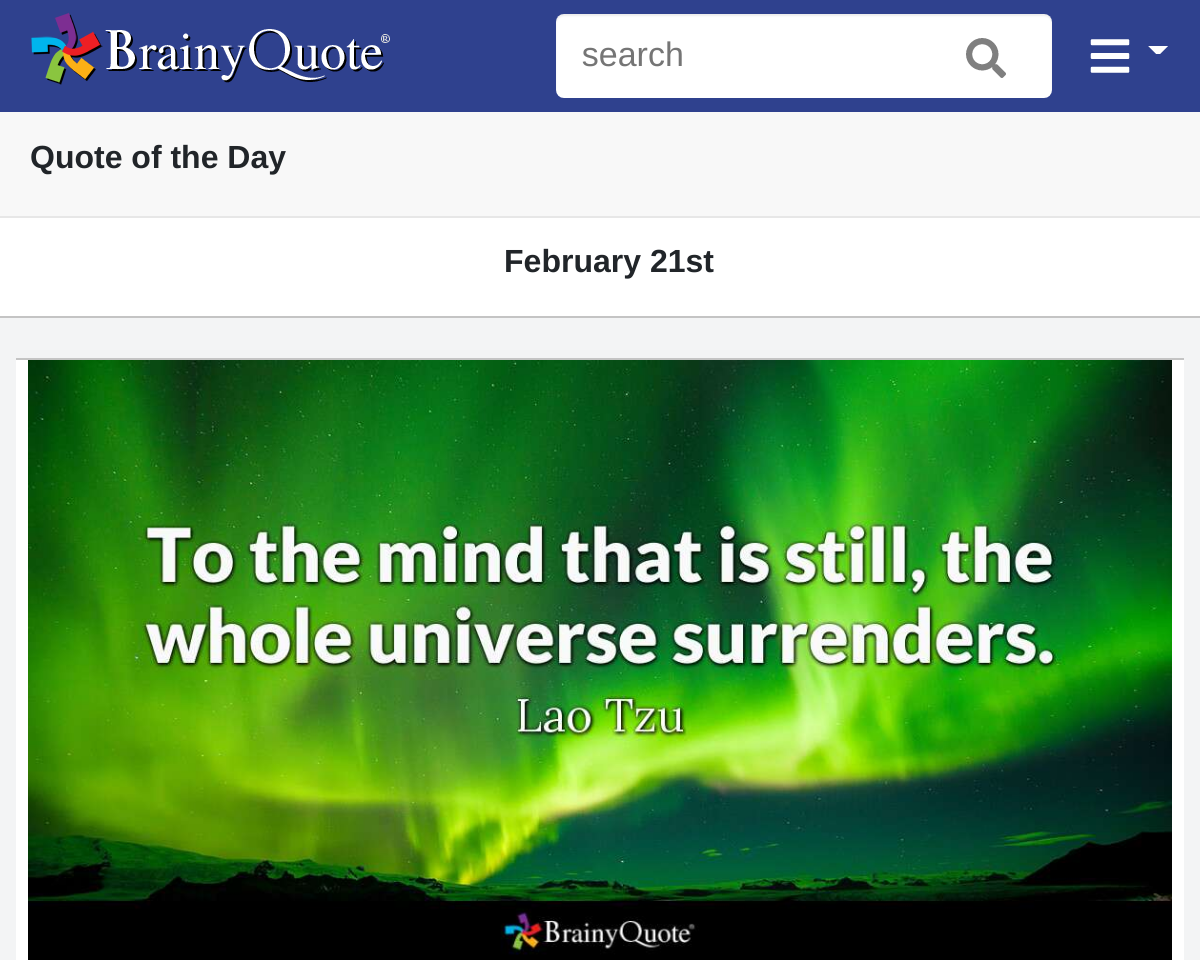 BrainyQuote®
search
Quote of the Day
February 21st
To the mind that is still, the
whole universe surrenders.
Lao Tzu
BrainyQuote®